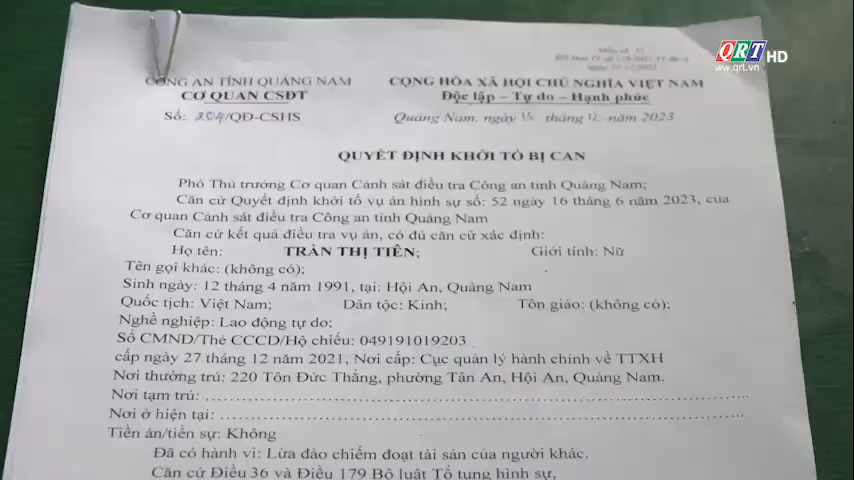 QRT HD
ww.qrt.vn
CÔNG AN TỈNH QUẢNG NAM
CƠ QUAN CSĐT
Số: 204/QĐ-CSHS
CỘNG HÒA XÃ HỘI CHỦ NGHĨA VIỆT NAM
Độc lập – Tự do – Hạnh phúc
Quảng Nam, ngày 15 tháng 12 năm 2023
QUYẾT ĐỊNH KHỞI TỐ BỊ CAN
Phó Thủ trưởng Cơ quan Cảnh sát điều tra Công an tỉnh Quảng Nam;
Căn cứ Quyết định khởi tố vụ án hình sự số: 52 ngày 16 tháng 6 năm 2023, của
Cơ quan Cảnh sát điều tra Công an tỉnh Quảng Nam
Căn cứ kết quả điều tra vụ án, có đủ căn cứ xác định:
Họ tên: TRẦN THỊ TIÊN; Giới tính: Nữ
Tên gọi khác: (không có);
Sinh ngày: 12 tháng 4 năm 1991, tại: Hội An, Quảng Nam
Quốc tịch: Việt Nam; Dân tộc: Kinh; Tôn giáo: (không có);
Nghề nghiệp: Lao động tự do;
Số CMND/Thẻ CCCD/Hộ chiếu: 049191019203
cấp ngày 27 tháng 12 năm 2021, Nơi cấp: Cục quản lý hành chính về TTXH
Nơi thường trú: 220 Tôn Đức Thắng, phường Tân An, Hội An, Quảng Nam.
Nơi tạm trú:
Nơi ở hiện tại:
Tiền án/tiền sự: Không
Đã có hành vi: Lừa đảo chiếm đoạt tài sản của người khác.
Căn cứ Điều 36 và Điều 179 Bộ luật Tố tụng hình sự,